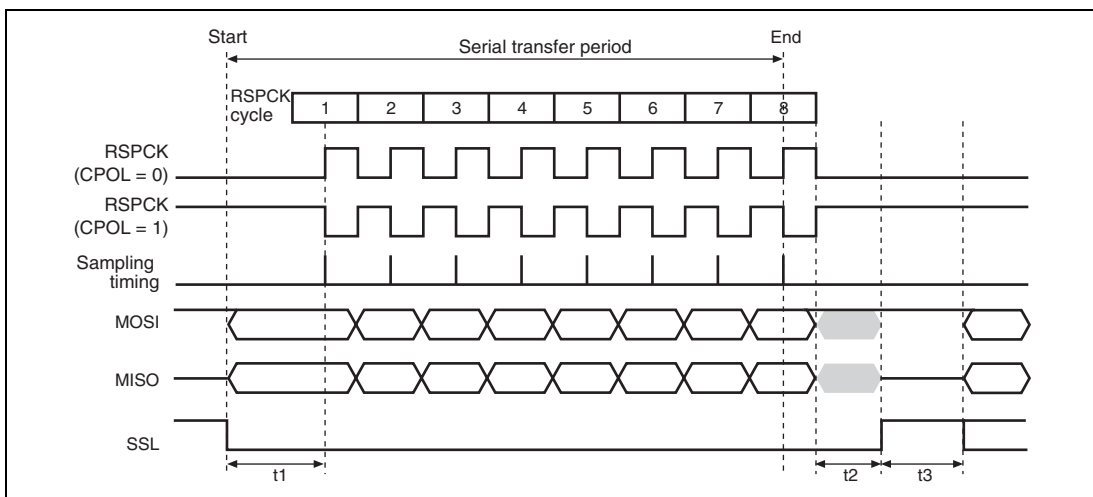 Start
Serial transfer period
End
RSPCK
cycle
1 2 3 4 5 6 7 8
RSPCK
(CPOL = 0)
RSPCK
(CPOL = 1)
Sampling
timing
MOSI
MISO
SSL
t1
t2
t3